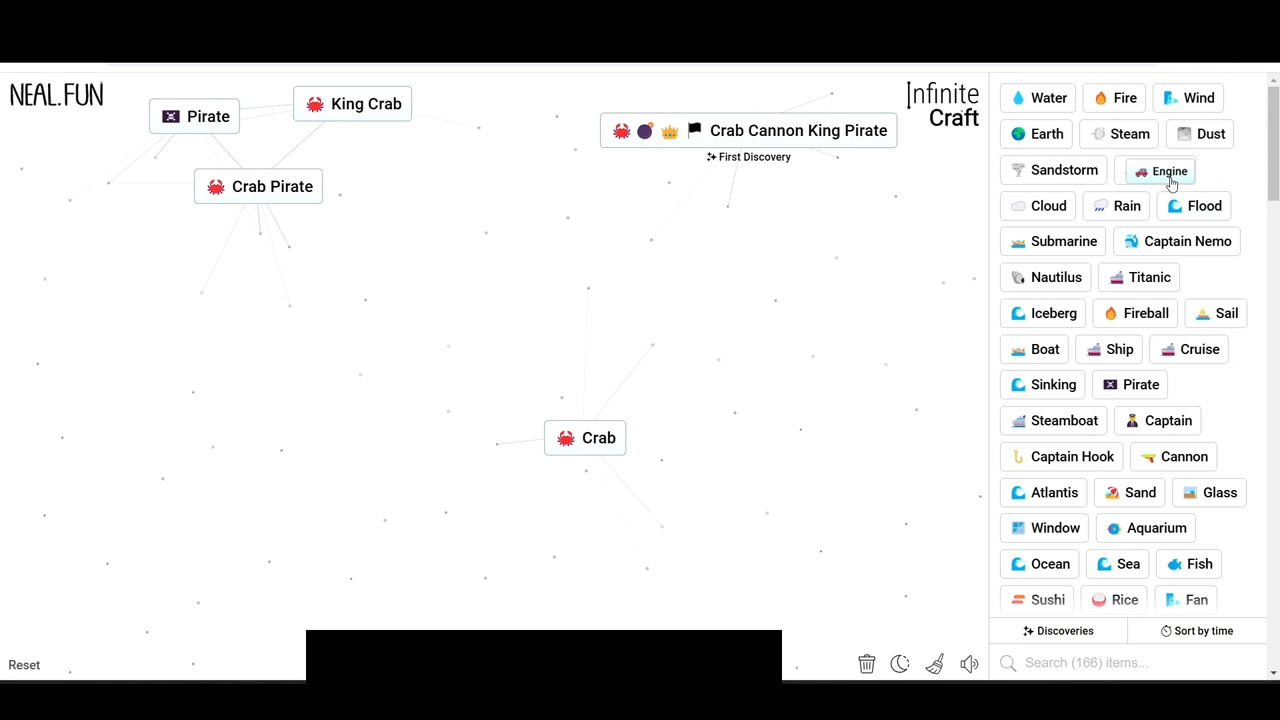 NEAL.FUN
Pirate
King Crab
Crab Pirate
Crab Cannon King Pirate
First Discovery
Crab
Infinite
Craft
Water Fire Wind
Earth Steam Dust
Sandstorm Engine
Cloud Rain Flood
Submarine Captain Nemo
Nautilus Titanic
Iceberg Fireball Sail
Boat Ship Cruise
Sinking Pirate
Steamboat Captain
Captain Hook Cannon
Atlantis Sand Glass
Window Aquarium
Ocean Sea Fish
Sushi Rice Fan
Discoveries Sort by time
Search (166) items...
Reset